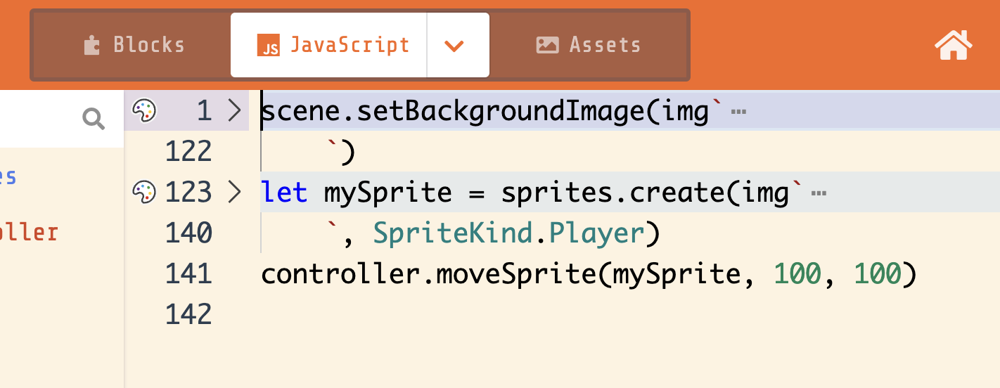 Blocks
JS JavaScript
Assets
es
oller
1 scene.setBackgroundImage(img` ⋯
122     `)
123 let mySprite = sprites.create(img` ⋯
140     `, SpriteKind.Player)
141 controller.moveSprite(mySprite, 100, 100)
142